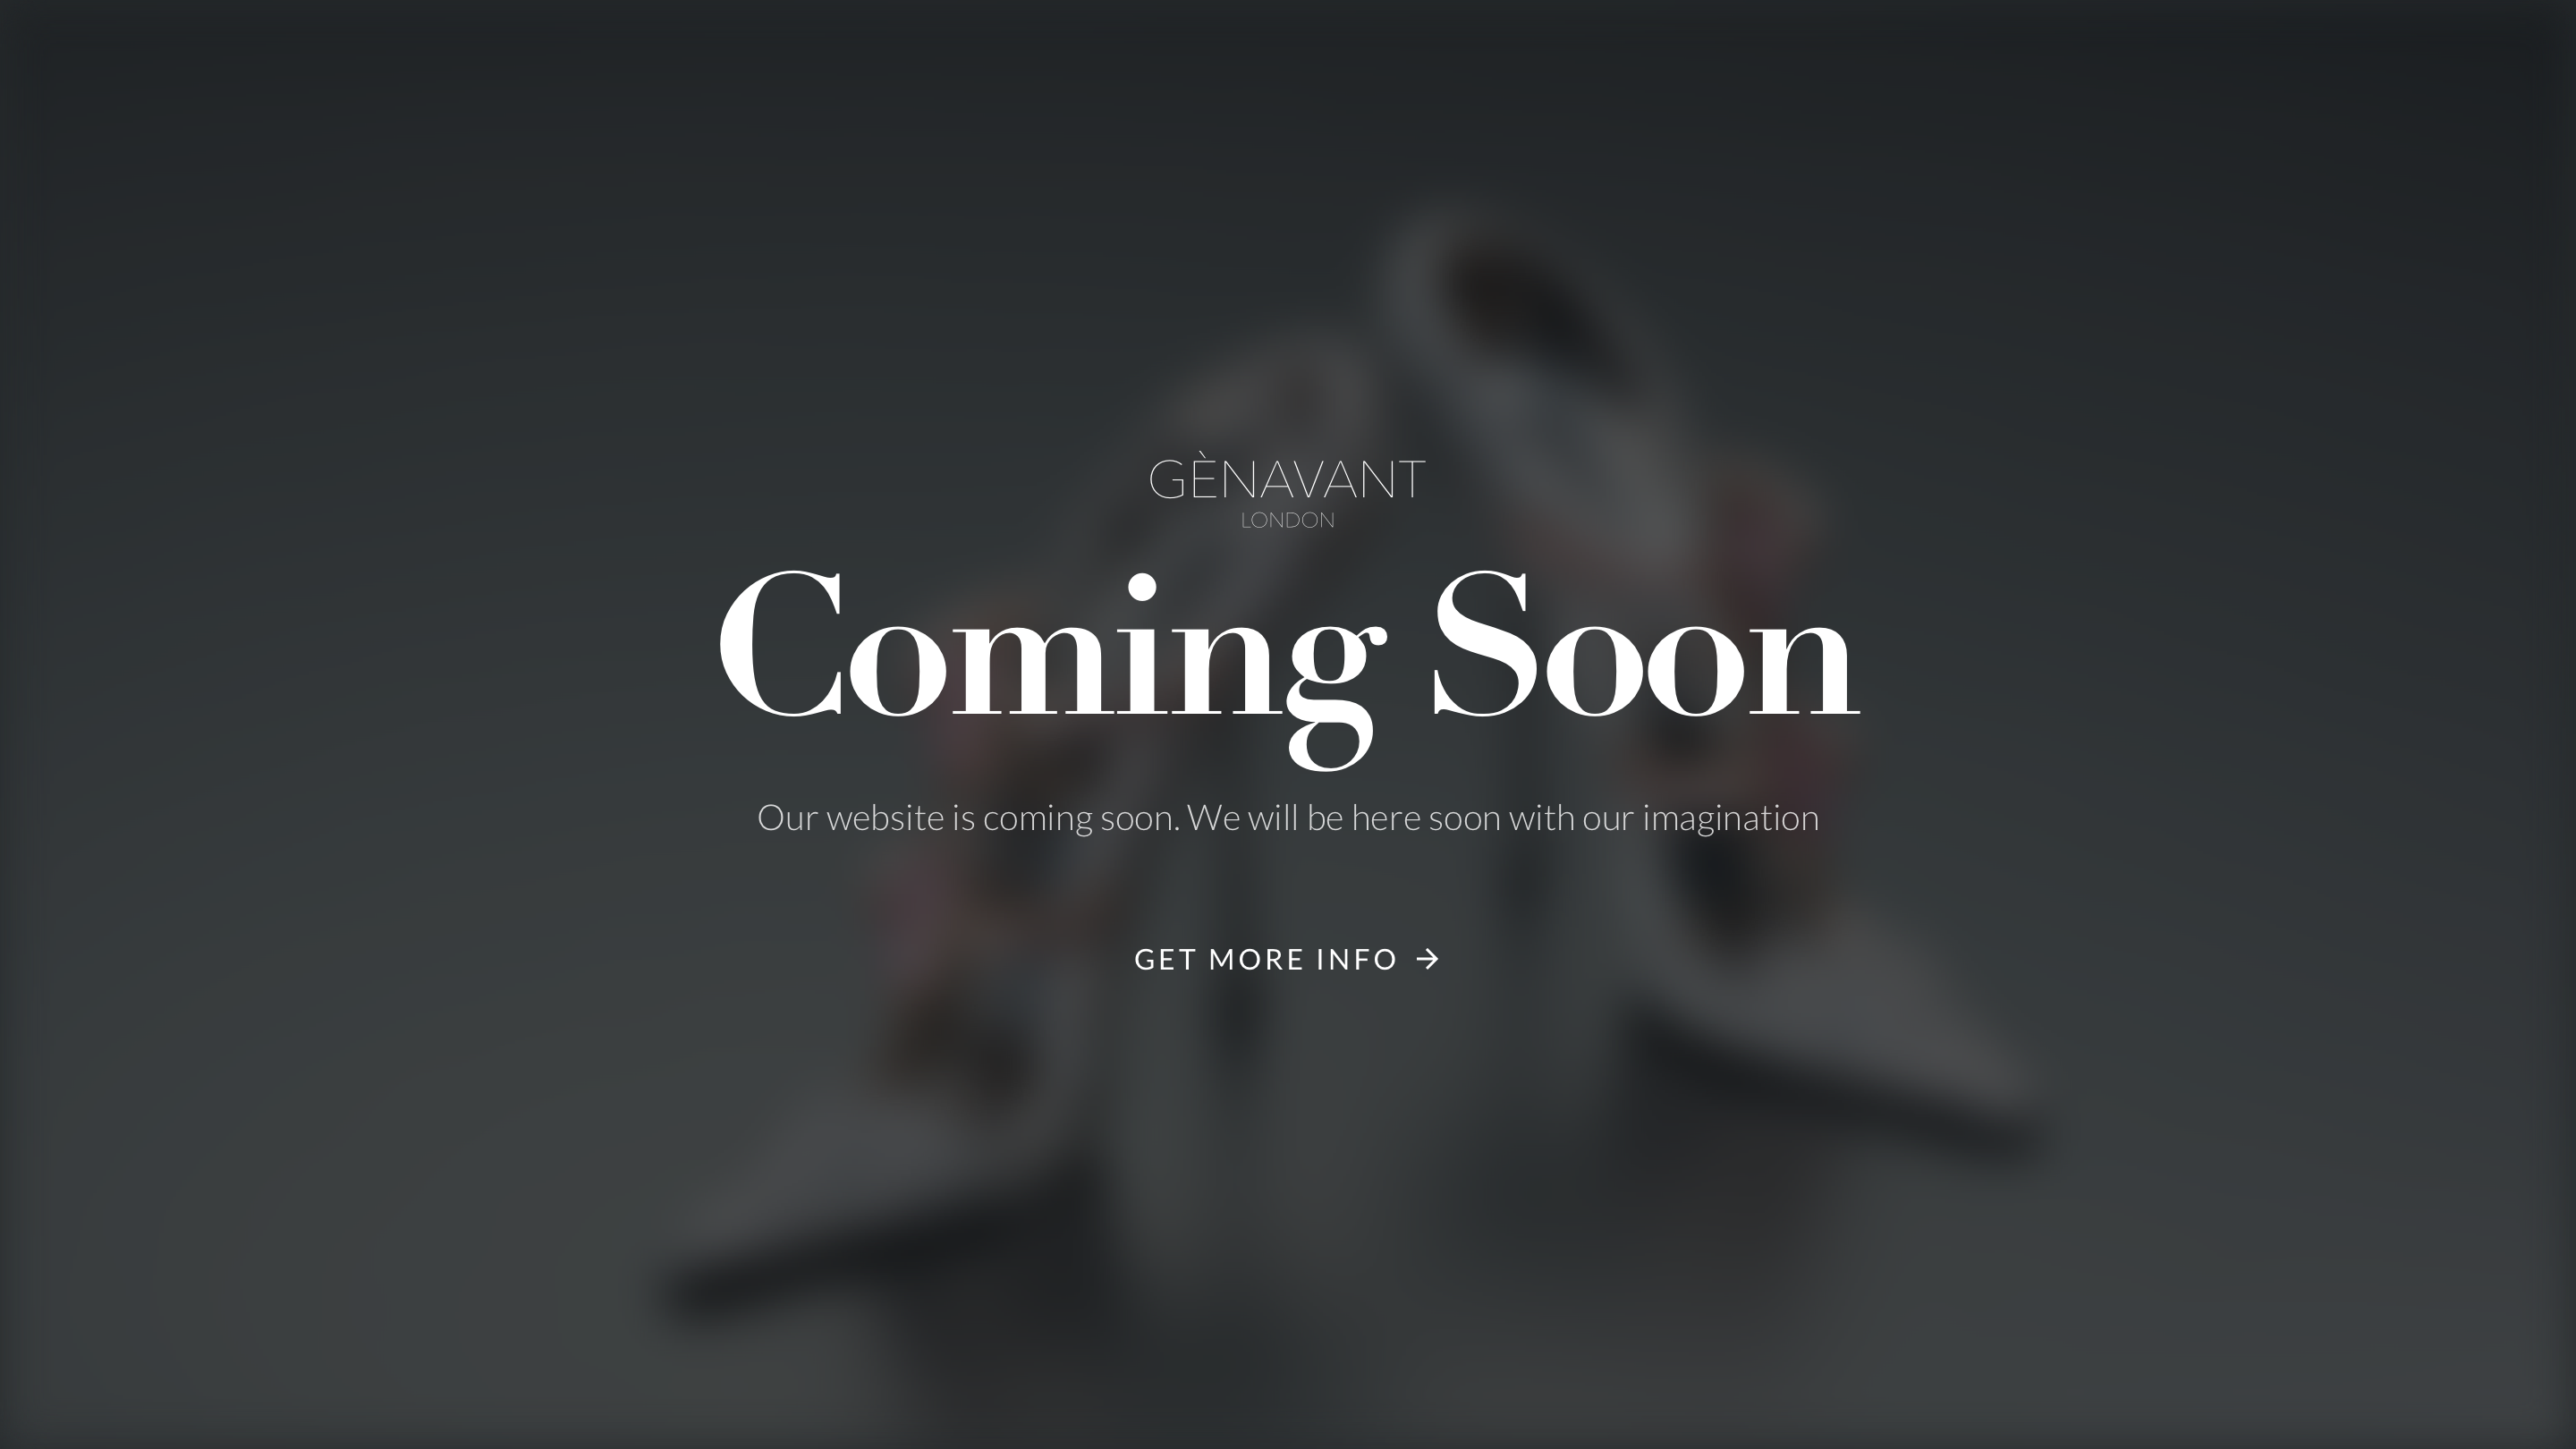 GÈNAVANT
LONDON
Coming Soon
Our website is coming soon. We will be here soon with our imagination
GET MORE INFO →